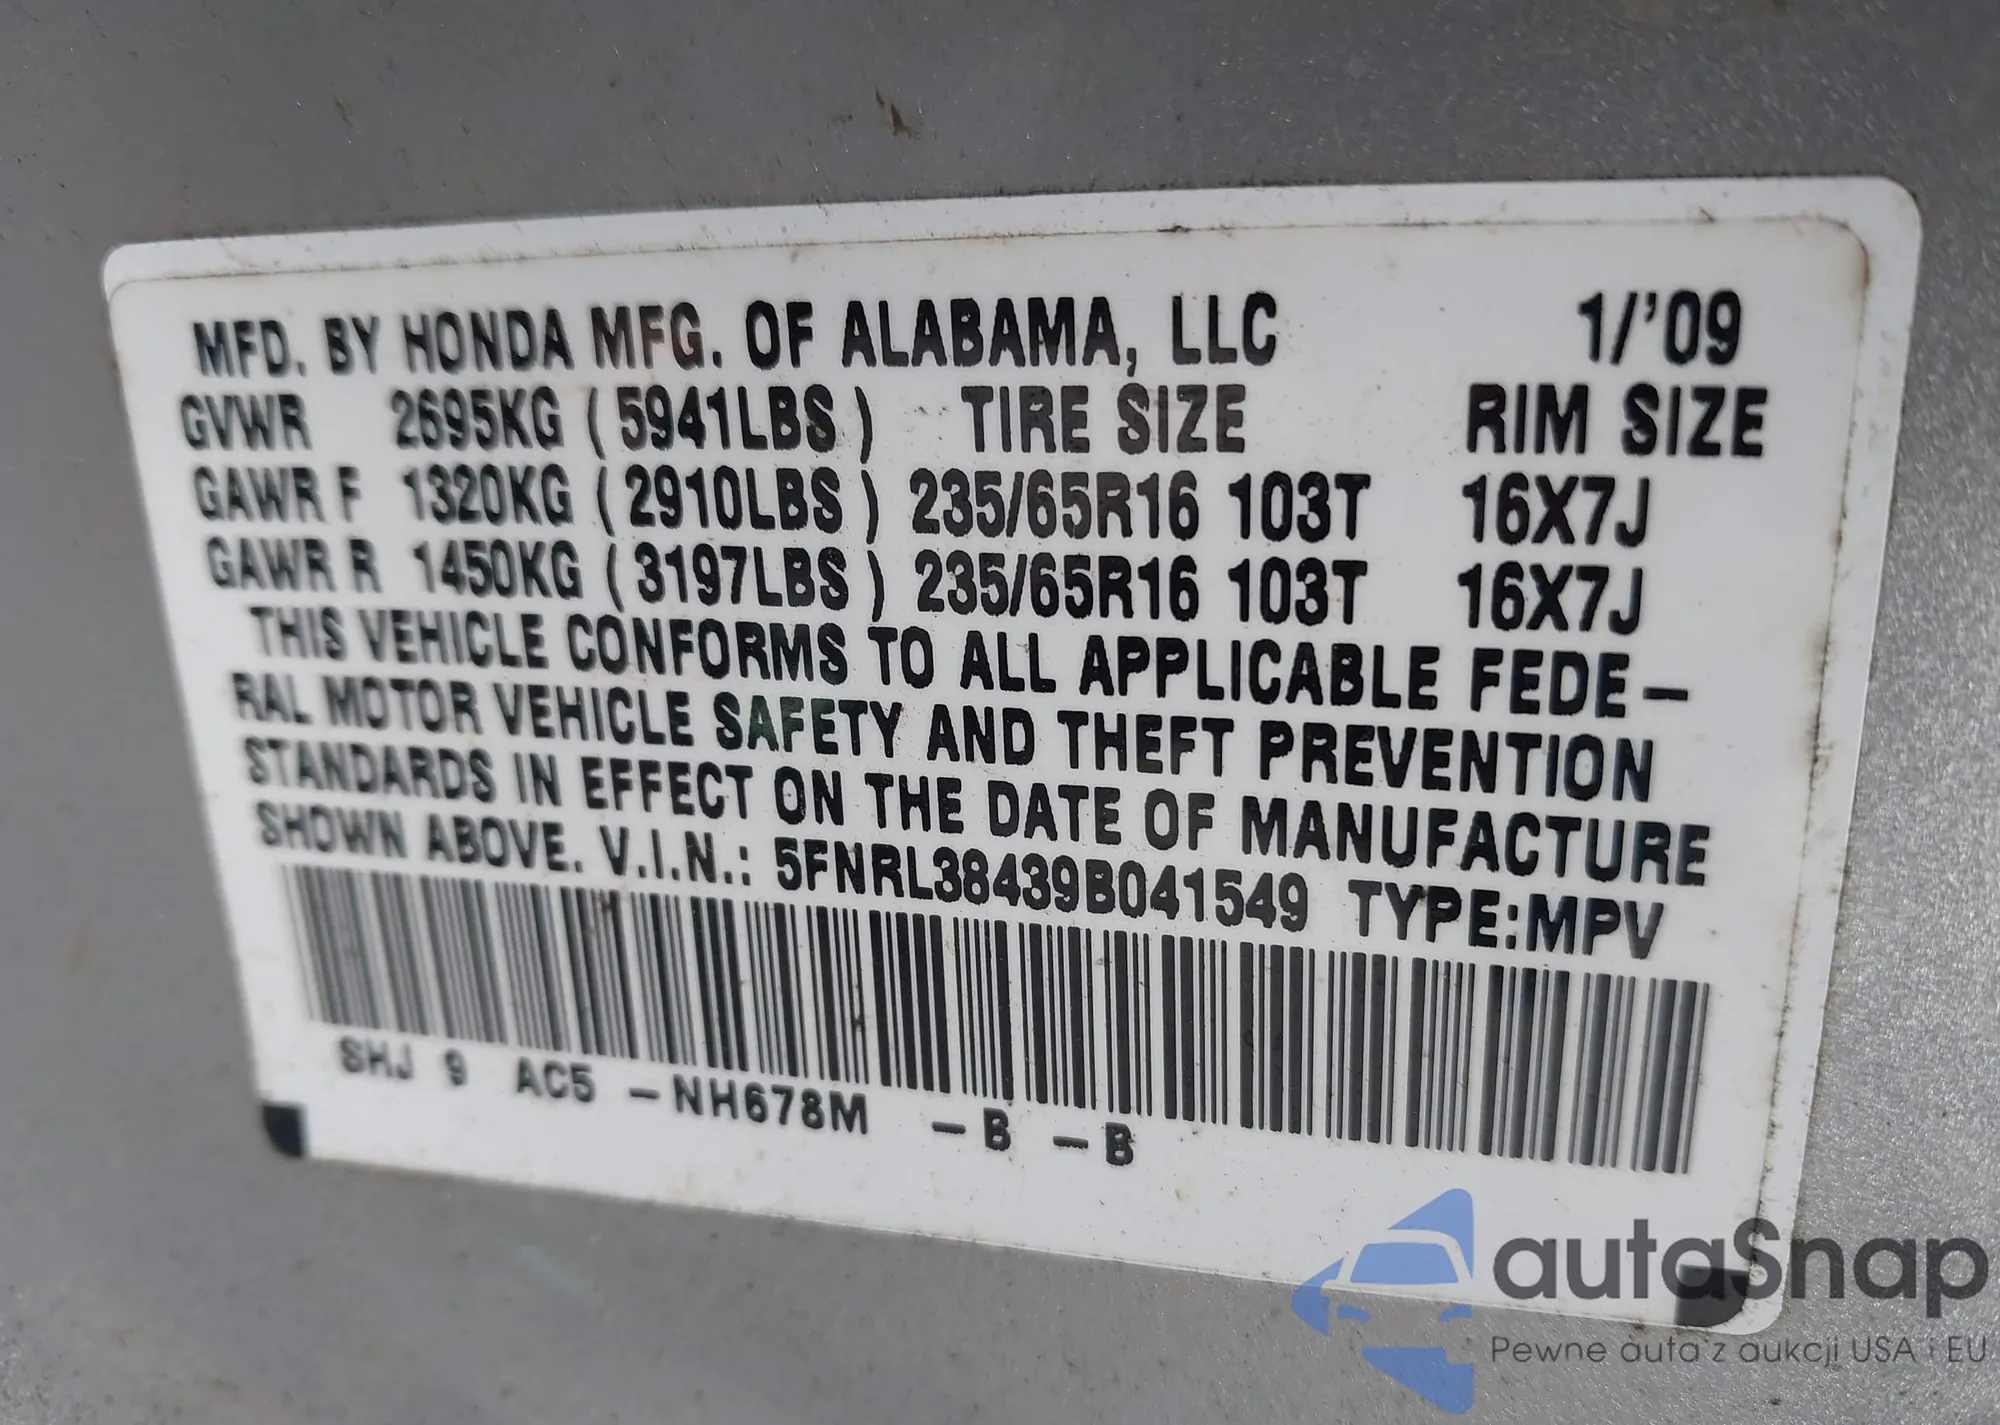 MFD. BY HONDA MFG. OF ALABAMA, LLC 1/'09
GVWR 2695KG ( 5941LBS ) TIRE SIZE RIM SIZE
GAWR F 1320KG ( 2910LBS ) 235/65R16 103T 16X7J
GAWR R 1450KG ( 3197LBS ) 235/65R16 103T 16X7J
THIS VEHICLE CONFORMS TO ALL APPLICABLE FEDE-
RAL MOTOR VEHICLE SAFETY AND THEFT PREVENTION
STANDARDS IN EFFECT ON THE DATE OF MANUFACTURE
SHOWN ABOVE. V.I.N.: 5FNRL38439B041549 TYPE:MPV
SHJ 9 AC5 -NH678M -B -B
autaSnap
Pewne auta z aukcji USA i EU